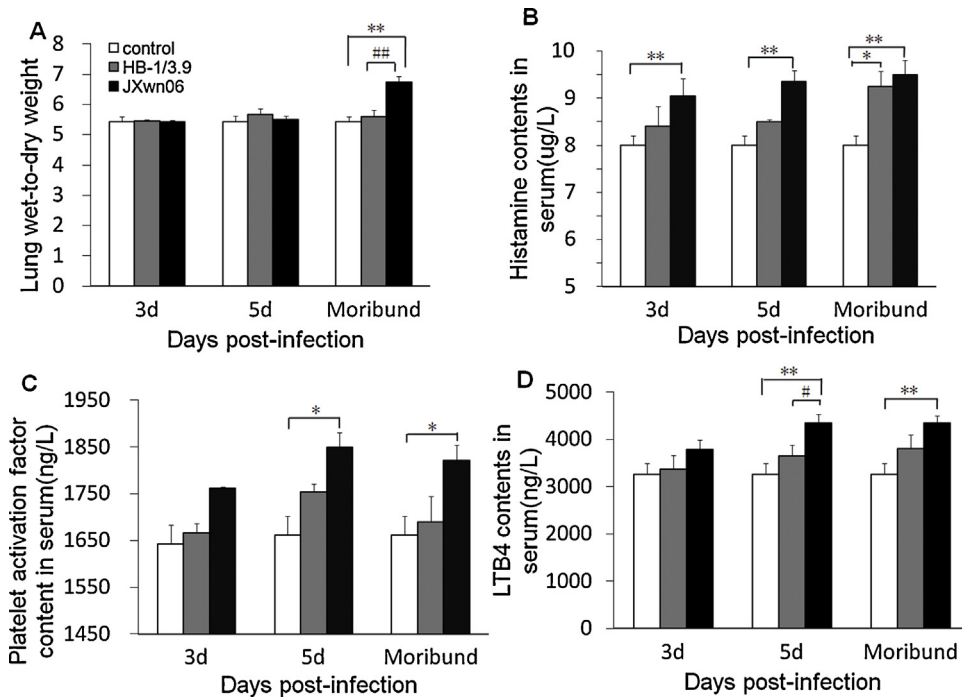 A
Lung wet-to-dry weight
8
7
6
5
4
3
2
1
0
control
HB-1/3.9
JXwn06
**
##
3d 5d Moribund
Days post-infection
B
Histamine contents in
serum(ug/L)
10
9
8
7
6
5
**
**
**
*
3d 5d Moribund
Days post-infection
C
Platelet activation factor
content in serum(ng/L)
1950
1850
1750
1650
1550
1450
*
*
3d 5d Moribund
Days post-infection
D
LTB4 contents in
serum(ng/L)
5000
4000
3000
2000
1000
0
**
#
**
3d 5d Moribund
Days post-infection